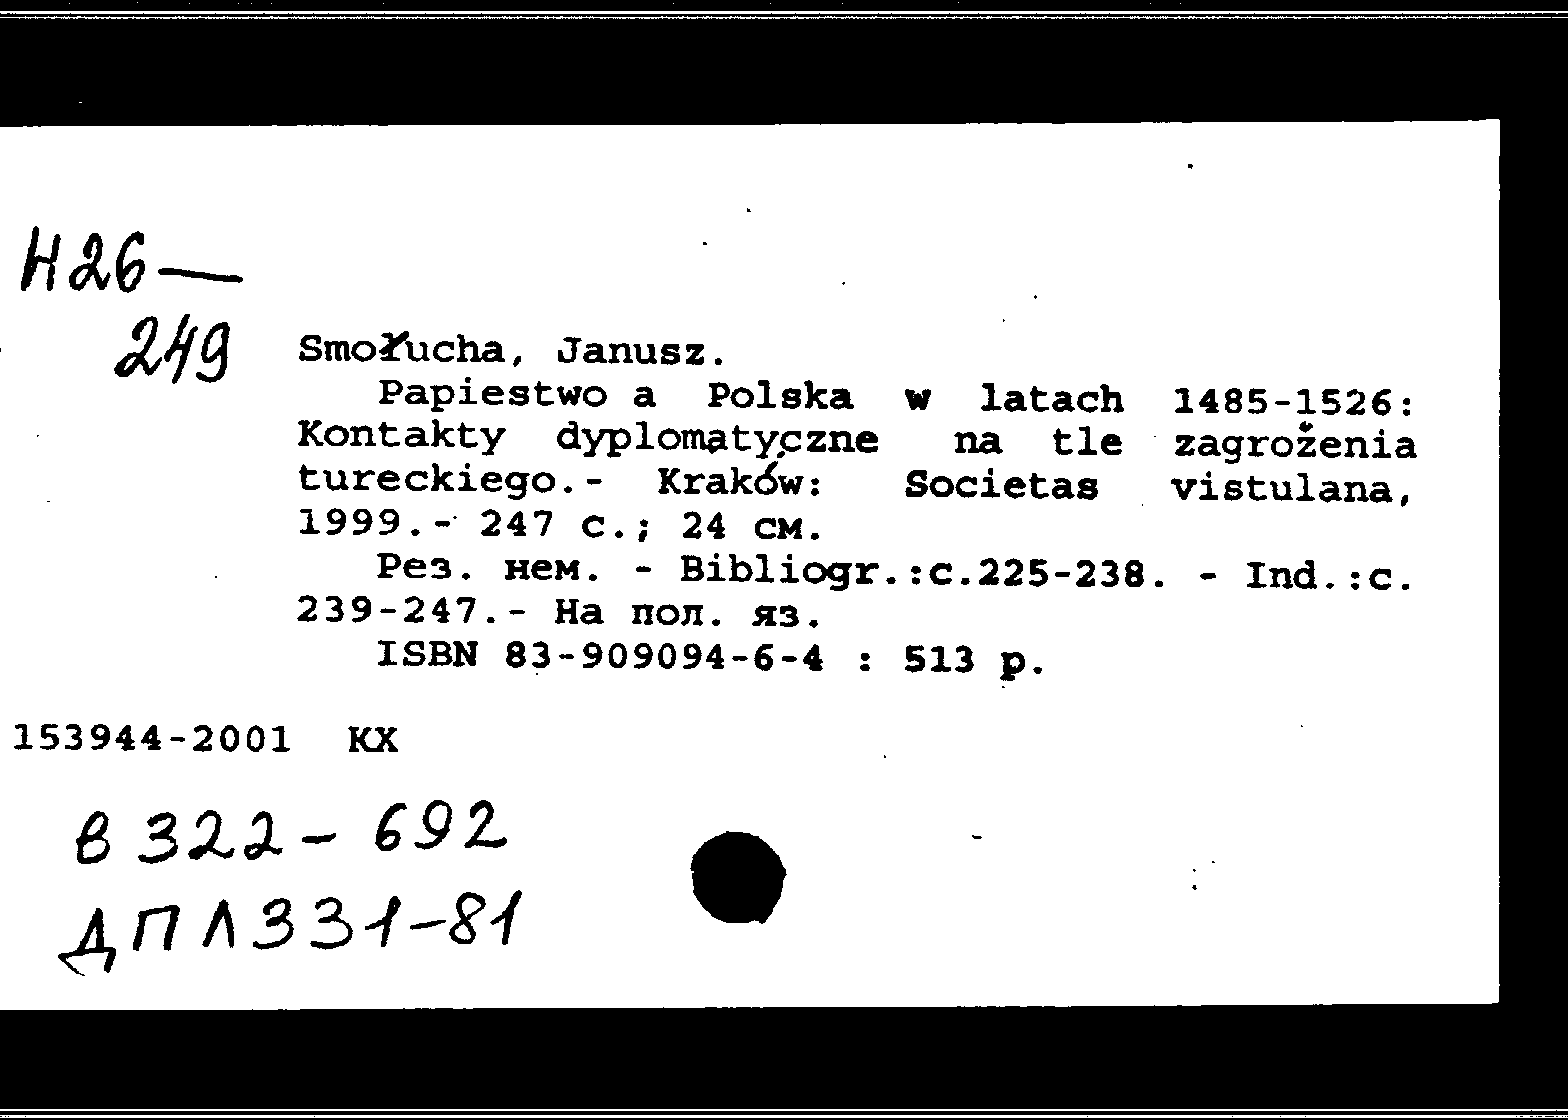 Н26—
249
Smołucha, Janusz.
Papiestwo a Polska w latach 1485-1526:
Kontakty dyplomatyczne na tle zagrożenia
tureckiego.- Kraków: Societas vistulana,
1999.- 247 с.; 24 см.
Рез. нем. - Bibliogr.:с.225-238. - Ind.:с.
239-247.- На пол. яз.
ISBN 83-909094-6-4 : 513 р.
153944-2001 КХ
В 322-692
ДПЛ331-81